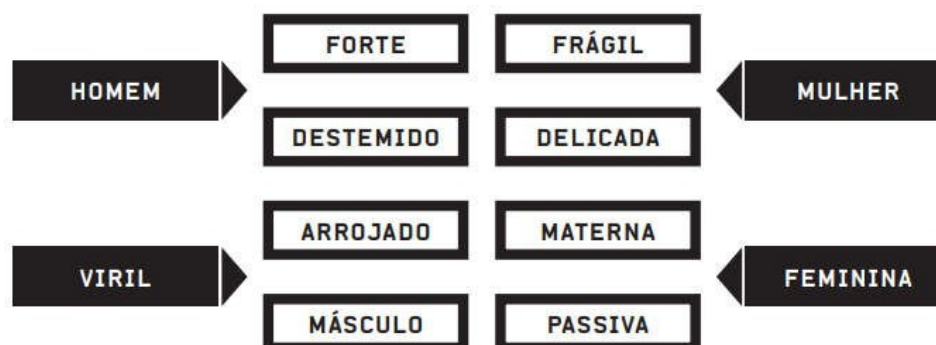 FORTE FRÁGIL
HOMEM MULHER
DESTEMIDO DELICADA
ARROJADO MATERNA
VIRIL FEMININA
MÁSCULO PASSIVA